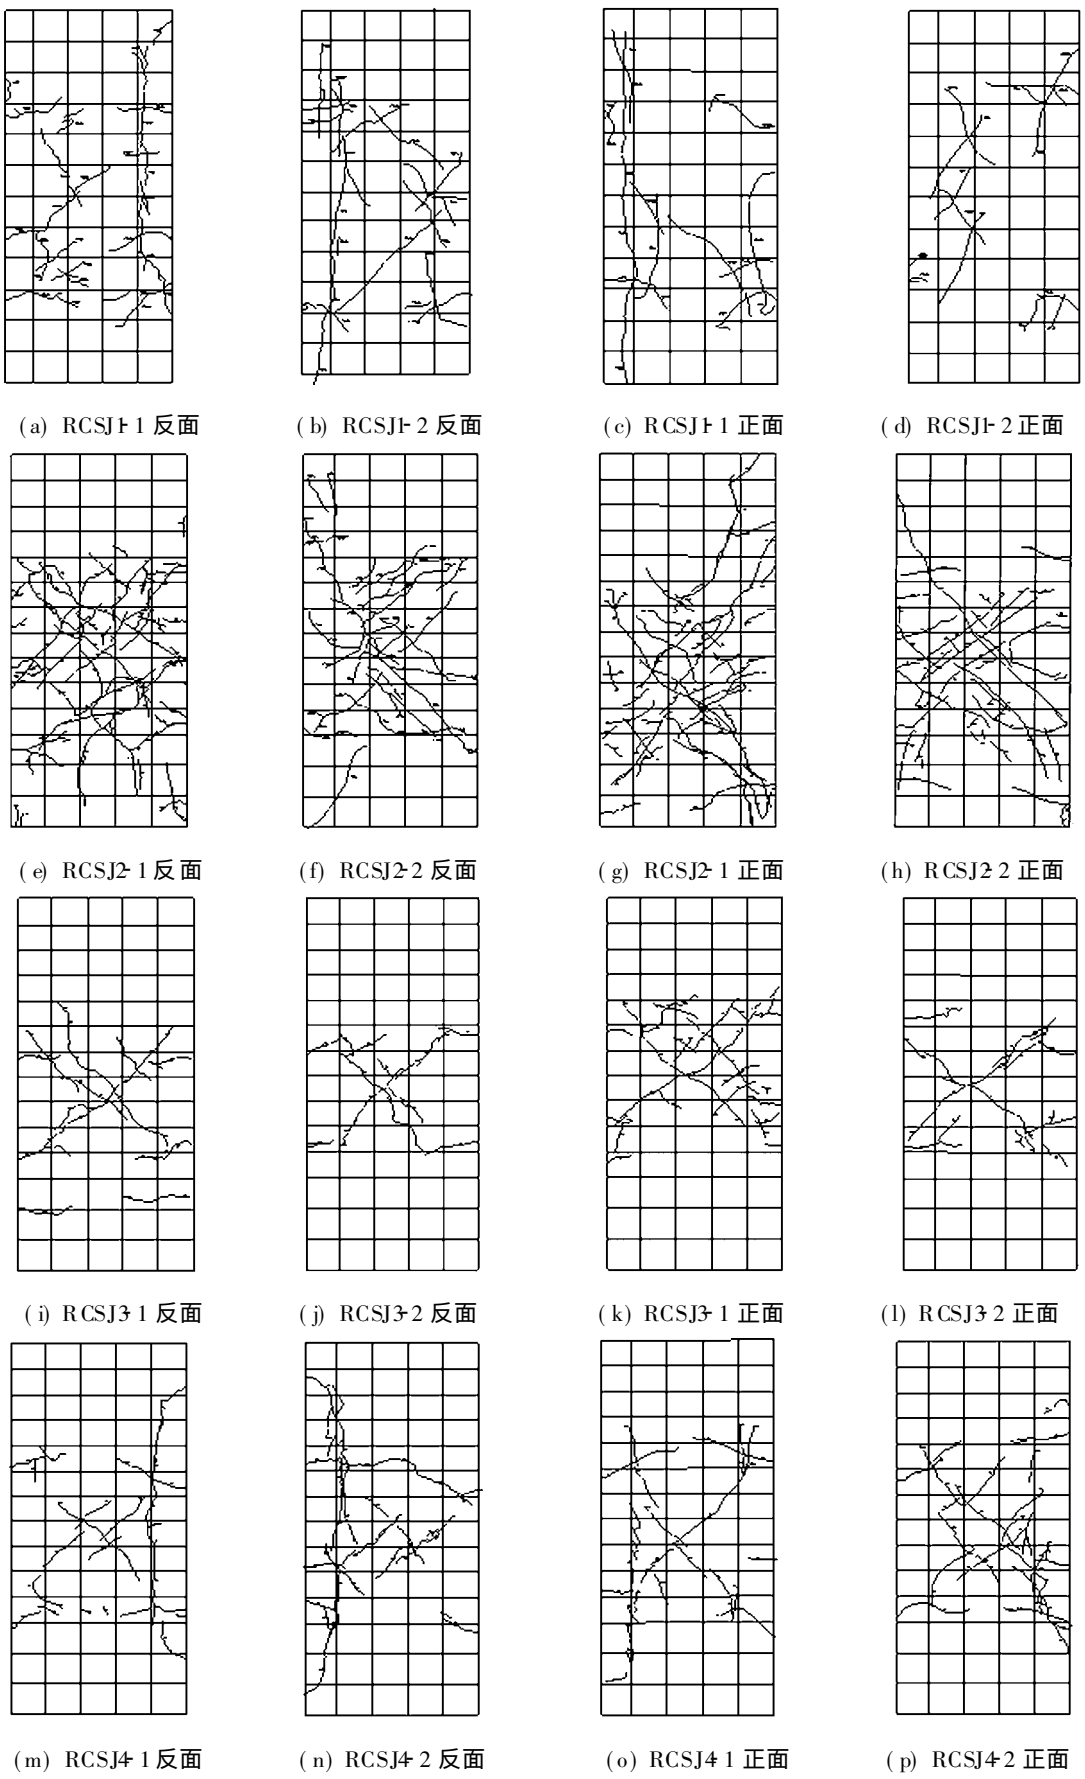 (a) RCSJ1-1 反面 (b) RCSJ1-2 反面 (c) RCSJ1-1 正面 (d) RCSJ1-2 正面
(e) RCSJ2-1 反面 (f) RCSJ2-2 反面 (g) RCSJ2-1 正面 (h) RCSJ2-2 正面
(i) RCSJ3-1 反面 (j) RCSJ3-2 反面 (k) RCSJ3-1 正面 (l) RCSJ3-2 正面
(m) RCSJ4-1 反面 (n) RCSJ4-2 反面 (o) RCSJ4-1 正面 (p) RCSJ4-2 正面